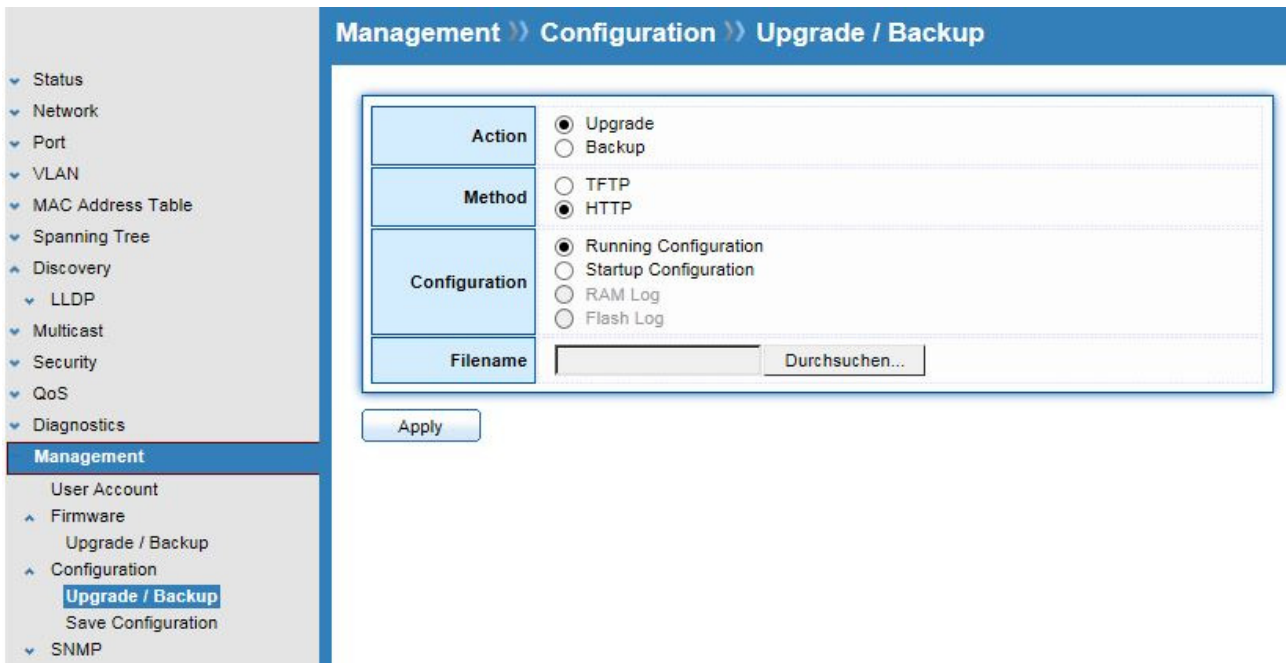 Management » Configuration » Upgrade / Backup
Status
Network
Port
VLAN
MAC Address Table
Spanning Tree
Discovery
LLDP
Multicast
Security
QoS
Diagnostics
Management
User Account
Firmware
Upgrade / Backup
Configuration
Upgrade / Backup
Save Configuration
SNMP
Action
Upgrade
Backup
Method
TFTP
HTTP
Configuration
Running Configuration
Startup Configuration
RAM Log
Flash Log
Filename
Durchsuchen...
Apply